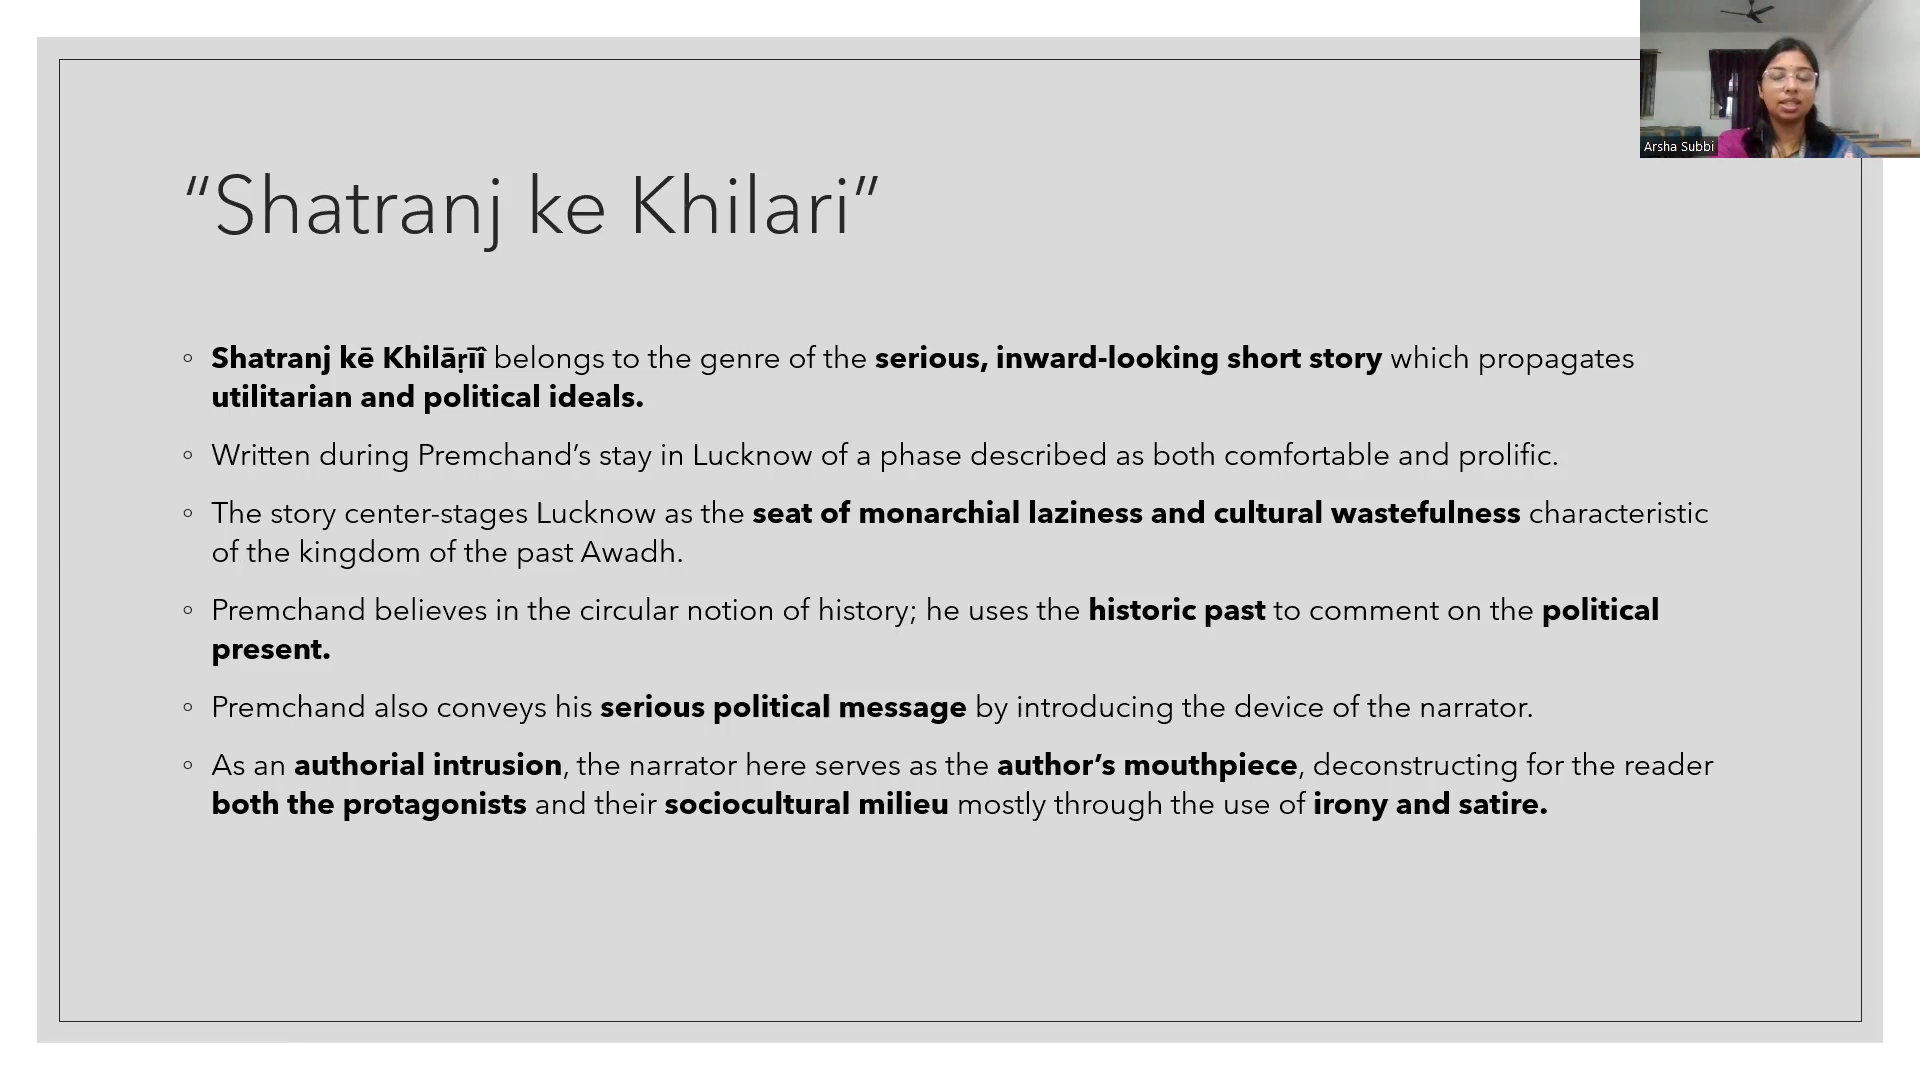 “Shatranj ke Khilari”
Shatranj kē Khilāṛīî belongs to the genre of the serious, inward-looking short story which propagates
utilitarian and political ideals.
Written during Premchand’s stay in Lucknow of a phase described as both comfortable and prolific.
The story center-stages Lucknow as the seat of monarchial laziness and cultural wastefulness characteristic
of the kingdom of the past Awadh.
Premchand believes in the circular notion of history; he uses the historic past to comment on the political
present.
Premchand also conveys his serious political message by introducing the device of the narrator.
As an authorial intrusion, the narrator here serves as the author’s mouthpiece, deconstructing for the reader
both the protagonists and their sociocultural milieu mostly through the use of irony and satire.
Arsha Subbi